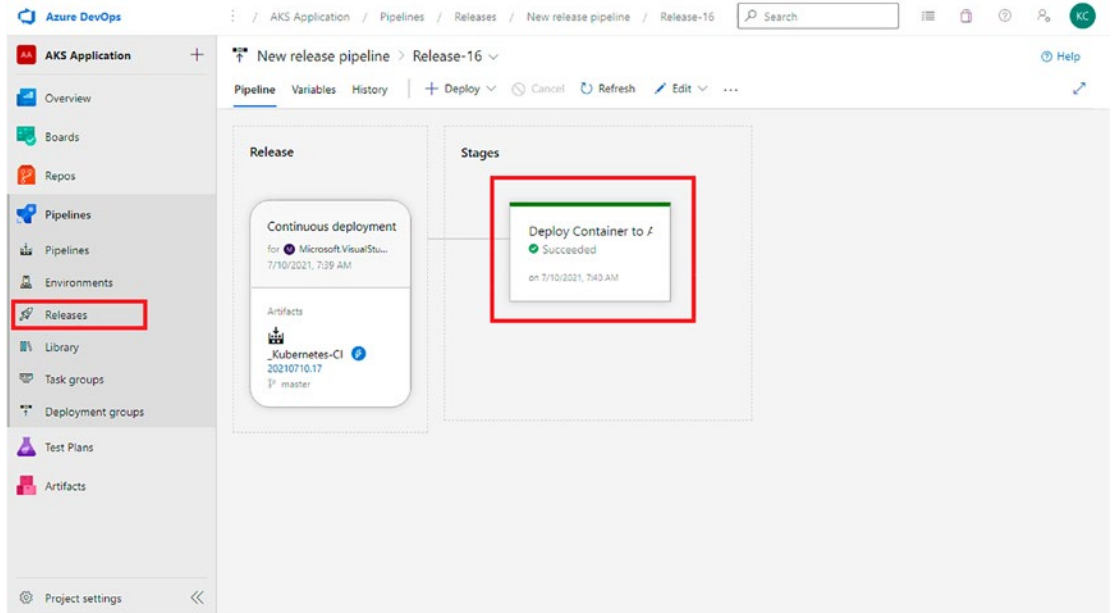 Azure DevOps
/ AKS Application / Pipelines / Releases / New release pipeline / Release-16
Search
KC
AA AKS Application
New release pipeline > Release-16
Help
Overview
Boards
Repos
Pipelines
Pipelines
Environments
Releases
Library
Task groups
Deployment groups
Test Plans
Artifacts
Project settings
Pipeline Variables History
Deploy Cancel Refresh Edit ...
Release
Continuous deployment
for M Microsoft.VisualStu...
7/10/2021, 7:39 AM
Artifacts
_Kubernetes-CI
20210710.17
master
Stages
Deploy Container to A
Succeeded
on 7/10/2021, 7:40 AM